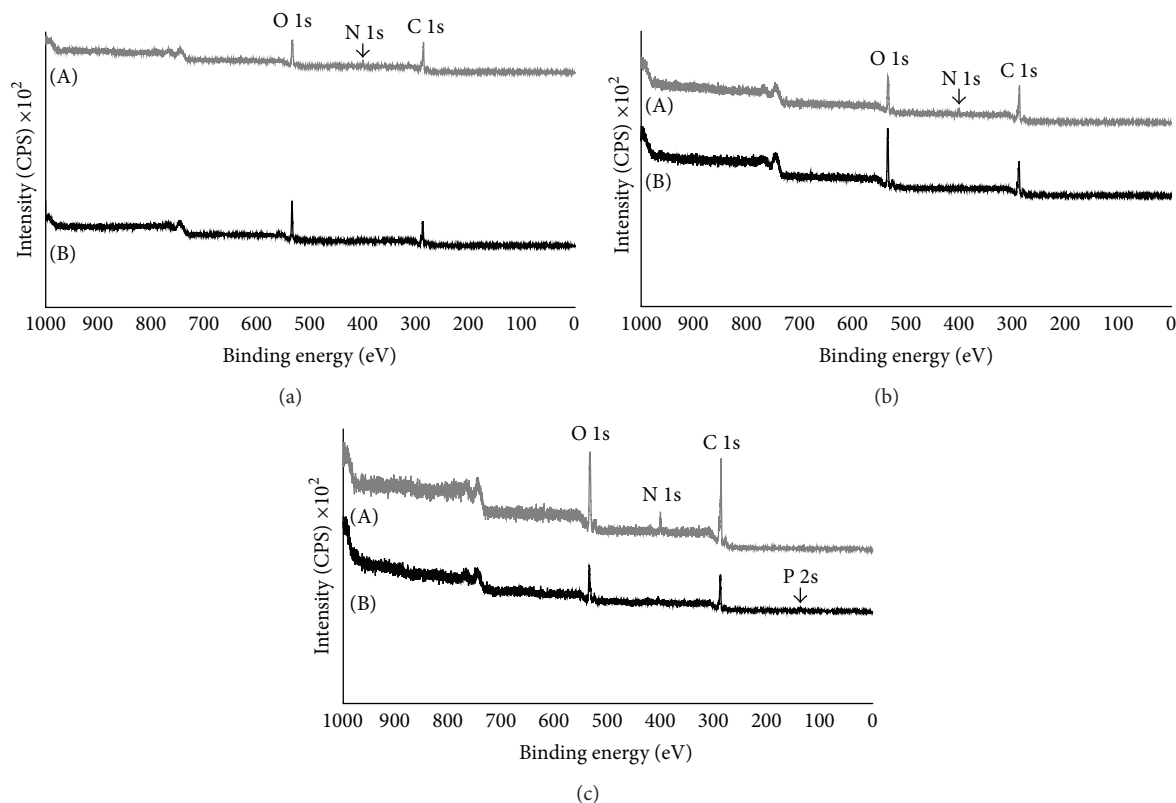 O 1s
N 1s
C 1s
(A)
(B)
Intensity (CPS) ×10²
1000 900 800 700 600 500 400 300 200 100 0
Binding energy (eV)
(a)
O 1s
N 1s
C 1s
(A)
(B)
Intensity (CPS) ×10²
1000 900 800 700 600 500 400 300 200 100 0
Binding energy (eV)
(b)
O 1s
C 1s
N 1s
(A)
P 2s
(B)
Intensity (CPS) ×10²
1000 900 800 700 600 500 400 300 200 100 0
Binding energy (eV)
(c)